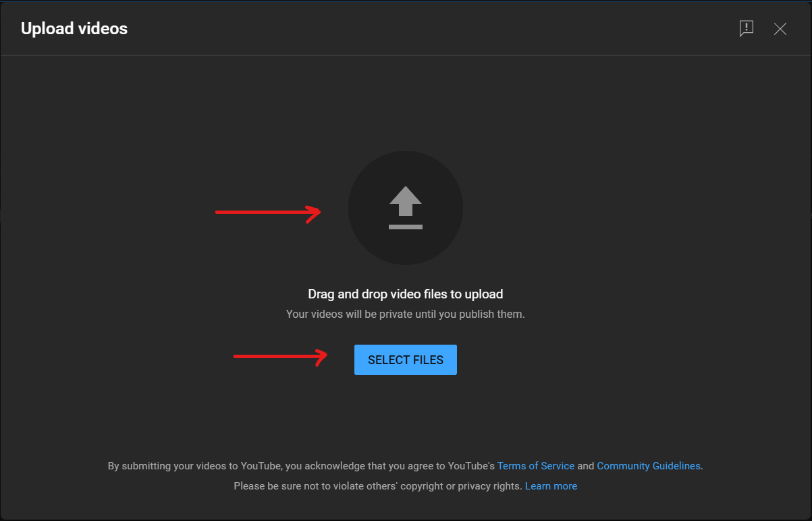 Upload videos
Drag and drop video files to upload
Your videos will be private until you publish them.
SELECT FILES
By submitting your videos to YouTube, you acknowledge that you agree to YouTube's Terms of Service and Community Guidelines.
Please be sure not to violate others' copyright or privacy rights. Learn more